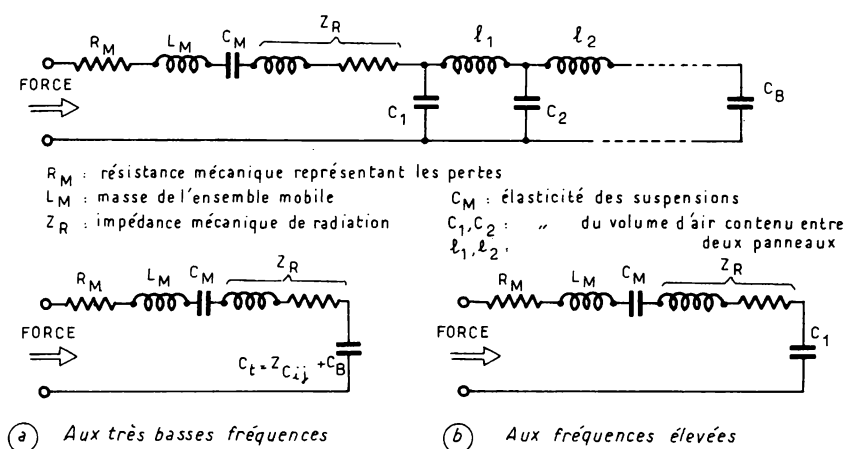 R_M L_M C_M Z_R ℓ_1 ℓ_2
FORCE
C_1 C_2 C_B
R_M : résistance mécanique représentant les pertes
L_M : masse de l'ensemble mobile
Z_R : impédance mécanique de radiation
C_M : élasticité des suspensions
C_1, C_2 : „ du volume d'air contenu entre
ℓ_1, ℓ_2, deux panneaux
R_M L_M C_M Z_R
FORCE
C_t = Z_Cij + C_B
(a) Aux très basses fréquences
R_M L_M C_M Z_R
FORCE
C_1
(b) Aux fréquences élevées